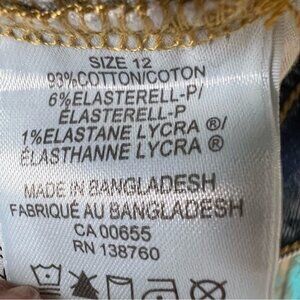 SIZE 12
93%COTTON/COTON
6%ELASTERELL-P/
ÉLASTERELL-P
1%ELASTANE LYCRA ®/
ÉLASTHANNE LYCRA ®
MADE IN BANGLADESH
FABRIQUÉ AU BANGLADESH
CA 00655
RN 138760